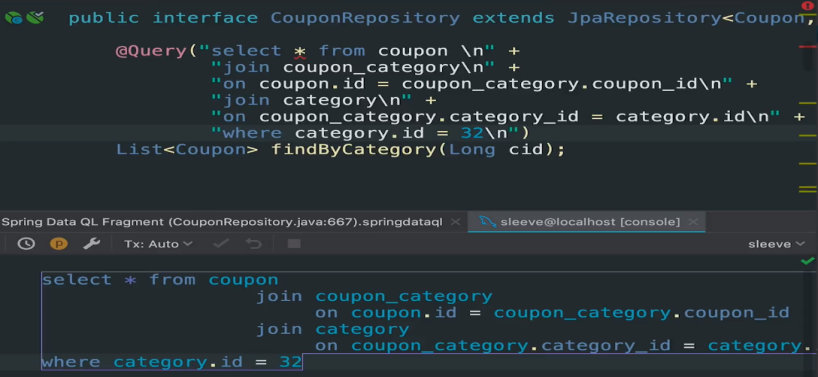 public interface CouponRepository extends JpaRepository<Coupon,
@Query("select * from coupon \n" +
"join coupon_category\n" +
"on coupon.id = coupon_category.coupon_id\n" +
"join category\n" +
"on coupon_category.category_id = category.id\n" +
"where category.id = 32\n")
List<Coupon> findByCategory(Long cid);
Spring Data QL Fragment (CouponRepository.java:667).springdataql
sleeve@localhost [console]
p Tx: Auto sleeve
select * from coupon
join coupon_category
on coupon.id = coupon_category.coupon_id
join category
on coupon_category.category_id = category.
where category.id = 32